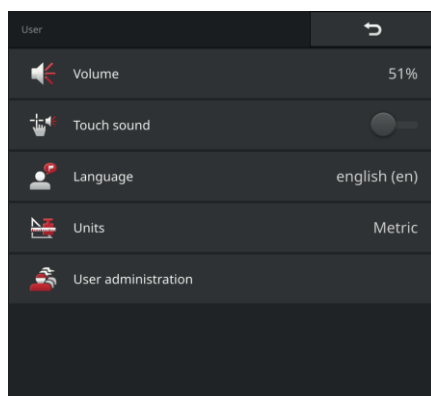 User
Volume 51%
Touch sound
Language english (en)
Units Metric
User administration